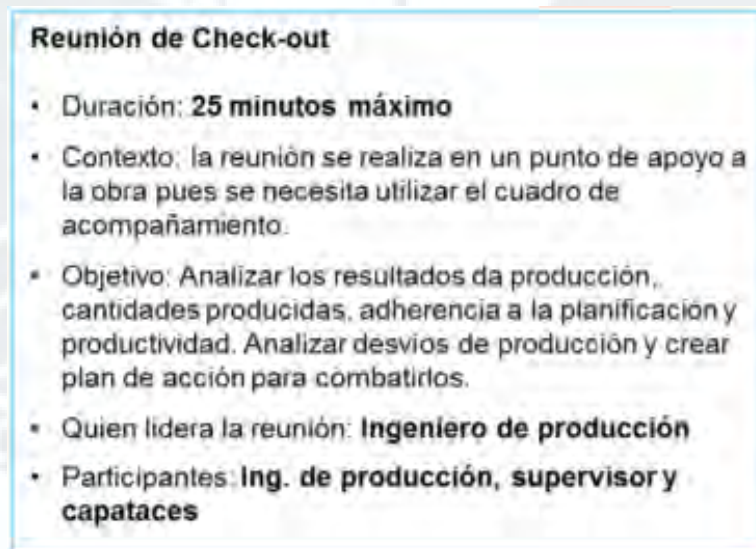 Reunión de Check-out
• Duración: 25 minutos máximo
• Contexto: la reunión se realiza en un punto de apoyo a
la obra pues se necesita utilizar el cuadro de
acompañamiento.
• Objetivo: Analizar los resultados da producción,
cantidades producidas, adherencia a la planificación y
productividad. Analizar desvios de producción y crear
plan de acción para combatirlos.
• Quien lidera la reunión: Ingeniero de producción
• Participantes: Ing. de producción, supervisor y
capataces